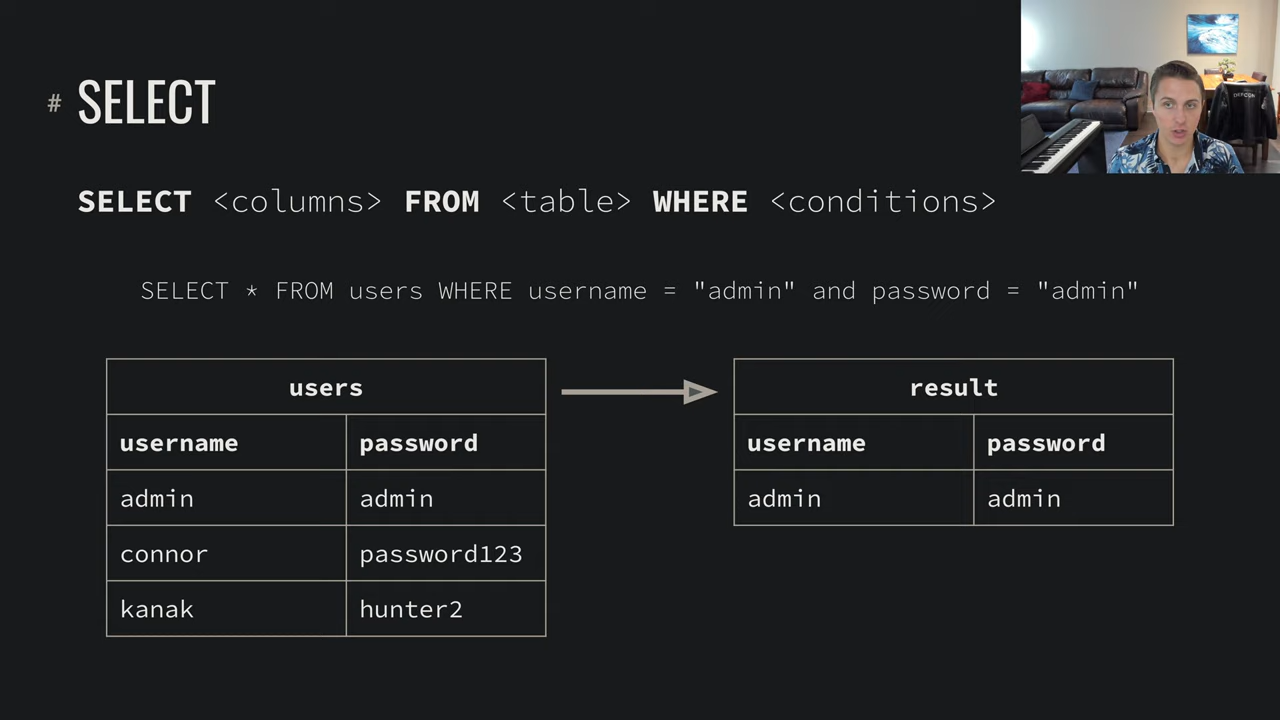 # SELECT
DEFCON
SELECT <columns> FROM <table> WHERE <conditions>
SELECT * FROM users WHERE username = "admin" and password = "admin"
users
username password
admin admin
connor password123
kanak hunter2
result
username password
admin admin